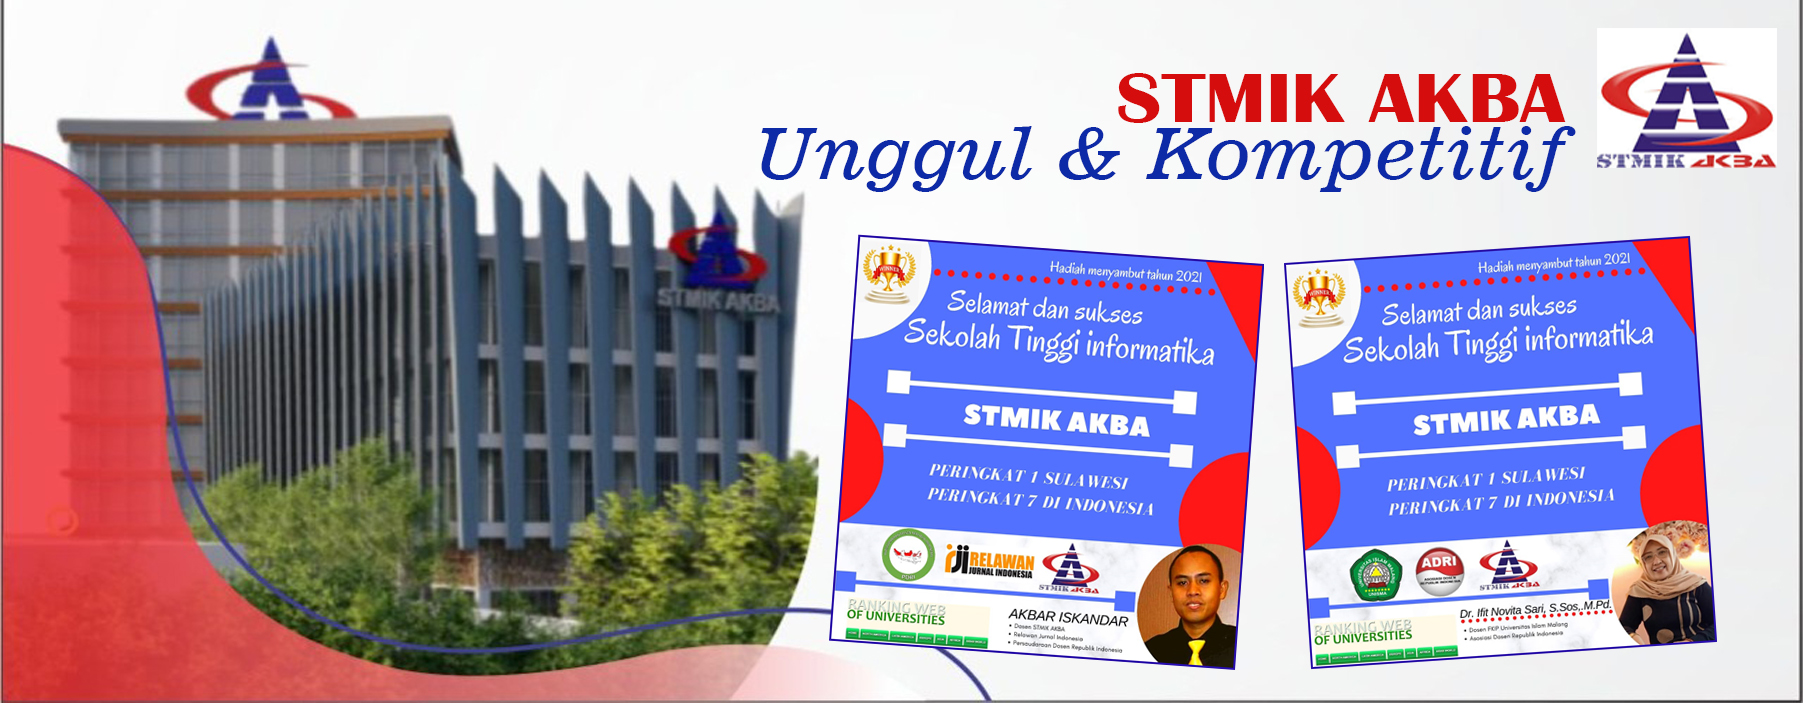 STMIK AKBA
Unggul & Kompetitif
STMIK AKBA
STMIK AKBA
WINNER
Hadiah menyambut tahun 2021
Selamat dan sukses
Sekolah Tinggi informatika
STMIK AKBA
PERINGKAT 1 SULAWESI
PERINGKAT 7 DI INDONESIA
RELAWAN
JURNAL INDONESIA
STMIK AKBA
RANKING WEB
OF UNIVERSITIES
AKBAR ISKANDAR
• Dosen STMIK AKBA
• Relawan Jurnal Indonesia
• Persaudaraan Dosen Republik Indonesia
WINNER
Hadiah menyambut tahun 2021
Selamat dan sukses
Sekolah Tinggi informatika
STMIK AKBA
PERINGKAT 1 SULAWESI
PERINGKAT 7 DI INDONESIA
UNISMA
ADRI
STMIK AKBA
RANKING WEB
OF UNIVERSITIES
Dr. Ifit Novita Sari, S.Sos,.M.Pd.
• Dosen FKIP Universitas Islam Malang
• Asosiasi Dosen Republik Indonesia